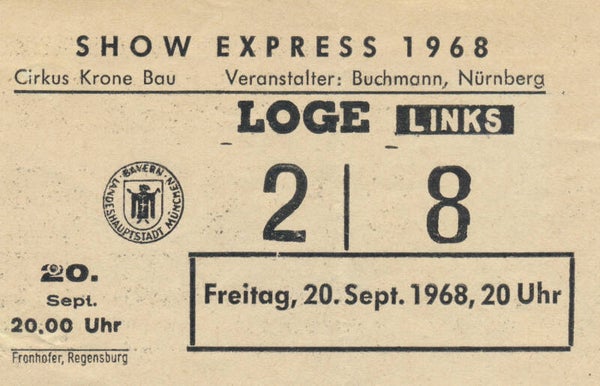 SHOW EXPRESS 1968
Cirkus Krone Bau Veranstalter: Buchmann, Nürnberg
LOGE LINKS
2 | 8
BAYERN
LANDESHAUPTSTADT MÜNCHEN
20.
Sept.
20.00 Uhr
Freitag, 20. Sept. 1968, 20 Uhr
Fronhofer, Regensburg